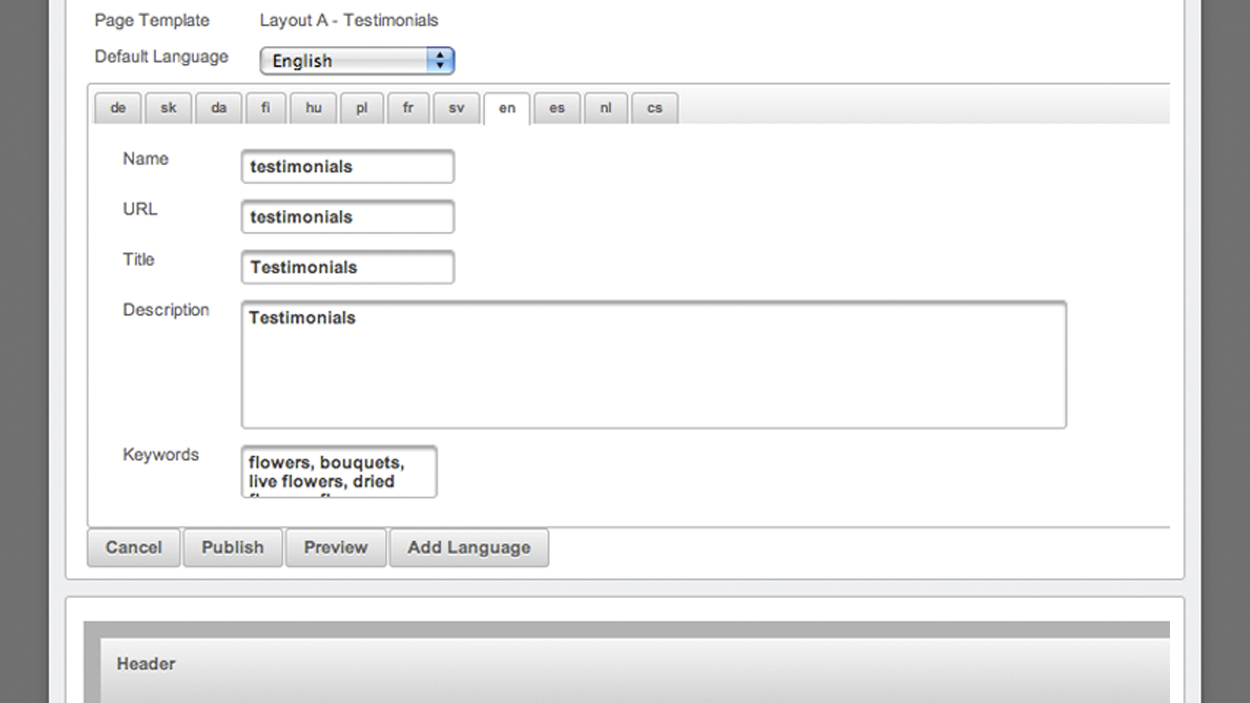 Page Template Layout A - Testimonials
Default Language English
de sk da fi hu pl fr sv en es nl cs
Name testimonials
URL testimonials
Title Testimonials
Description Testimonials
Keywords flowers, bouquets,
live flowers, dried
Cancel Publish Preview Add Language
Header